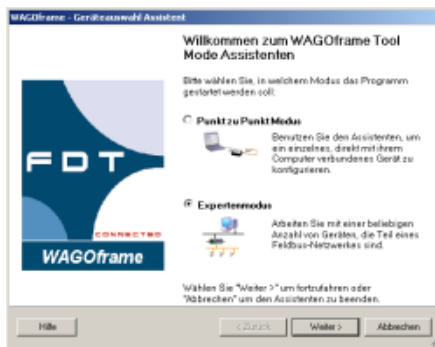 WAGOframe - Geräteauswahl Assistent
Willkommen zum WAGOframe Tool
Mode Assistenten
Bitte wählen Sie, in welchem Modus das Programm
gestartet werden soll:
Punkt zu Punkt Modus
Benutzen Sie den Assistenten, um
ein einzelnes, direkt mit ihrem
Computer verbundenes Gerät zu
konfigurieren.
FDT
CONNECTED
WAGOframe
Expertenmodus
Arbeiten Sie mit einer beliebigen
Anzahl von Geräten, die Teil eines
Feldbus-Netzwerkes sind.
Wählen Sie "Weiter >" um fortzufahren oder
"Abbrechen" um den Assistenten zu beenden.
Hilfe
< Zurück
Weiter >
Abbrechen